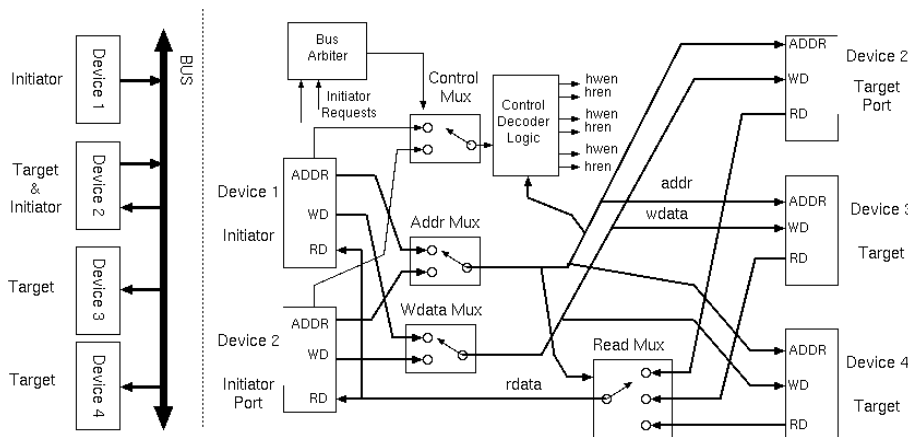 Initiator
Device 1
BUS
Target
&
Initiator
Device 2
Target
Device 3
Target
Device 4
Bus
Arbiter
Initiator
Requests
Control
Mux
Control
Decoder
Logic
hwen
hren
hwen
hren
hwen
hren
Device 1
Initiator
ADDR
WD
RD
Addr Mux
Device 2
Initiator
Port
ADDR
WD
RD
Wdata Mux
rdata
Read Mux
addr
wdata
ADDR
WD
RD
Device 2
Target
Port
ADDR
WD
RD
Device 3
Target
ADDR
WD
RD
Device 4
Target